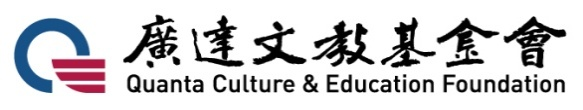 廣達文教基金會
Quanta Culture & Education Foundation